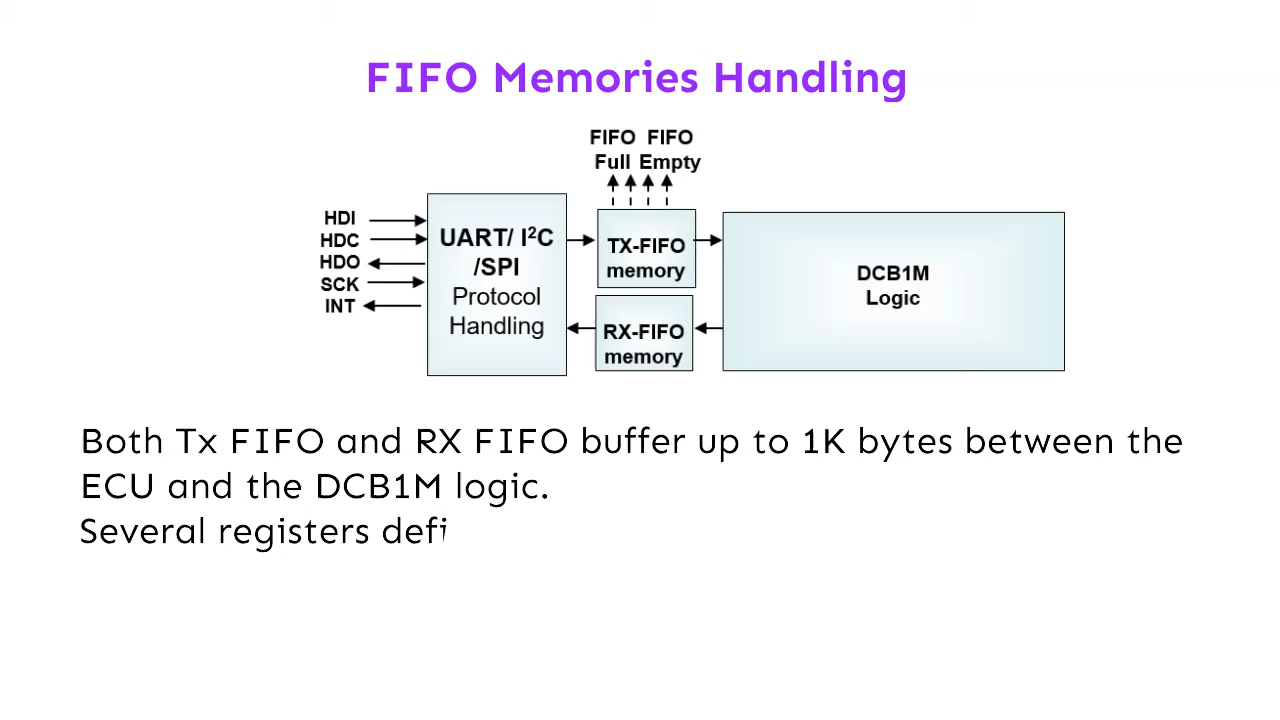 FIFO Memories Handling
FIFO FIFO
Full Empty
HDI
HDC
HDO
SCK
INT
UART/ I²C
/SPI
Protocol
Handling
TX-FIFO
memory
RX-FIFO
memory
DCB1M
Logic
Both Tx FIFO and RX FIFO buffer up to 1K bytes between the
ECU and the DCB1M logic.
Several registers defi